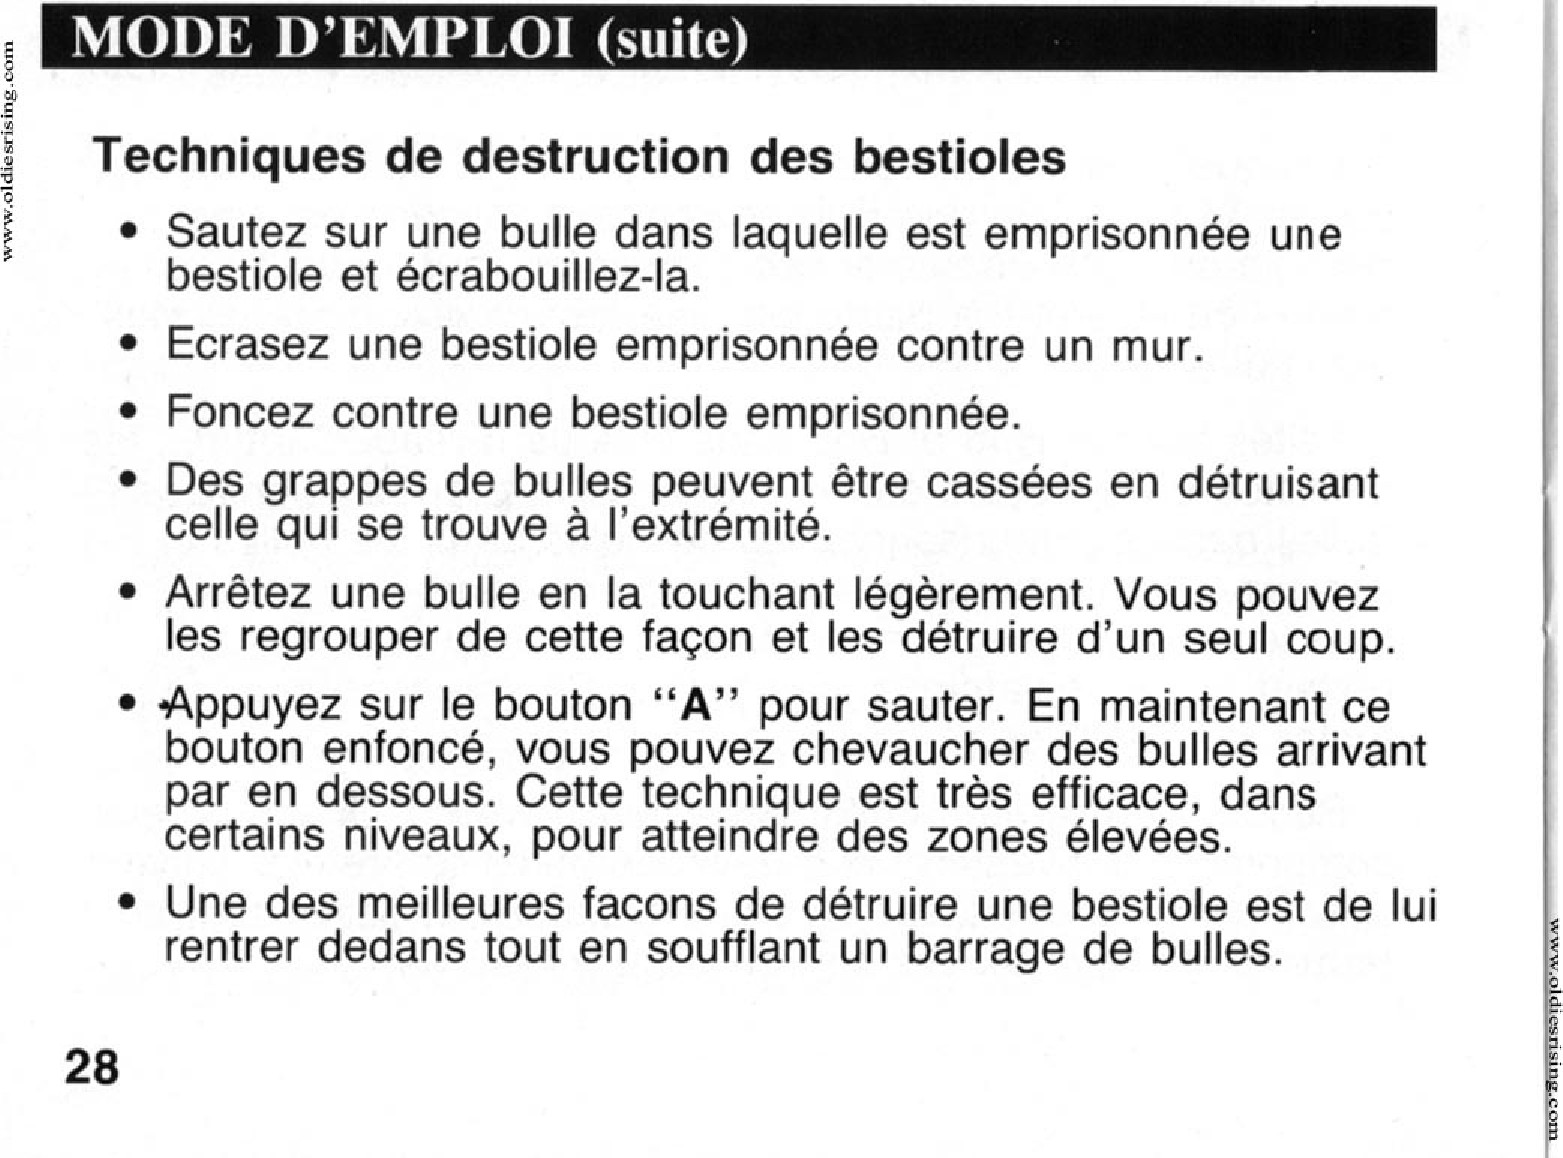 MODE D'EMPLOI (suite)
www.oldiesrising.com
Techniques de destruction des bestioles
• Sautez sur une bulle dans laquelle est emprisonnée une
bestiole et écrabouillez-la.
• Ecrasez une bestiole emprisonnée contre un mur.
• Foncez contre une bestiole emprisonnée.
• Des grappes de bulles peuvent être cassées en détruisant
celle qui se trouve à l'extrémité.
• Arrêtez une bulle en la touchant légèrement. Vous pouvez
les regrouper de cette façon et les détruire d'un seul coup.
• Appuyez sur le bouton "A" pour sauter. En maintenant ce
bouton enfoncé, vous pouvez chevaucher des bulles arrivant
par en dessous. Cette technique est très efficace, dans
certains niveaux, pour atteindre des zones élevées.
• Une des meilleures facons de détruire une bestiole est de lui
rentrer dedans tout en soufflant un barrage de bulles.
28
www.oldiesrising.com